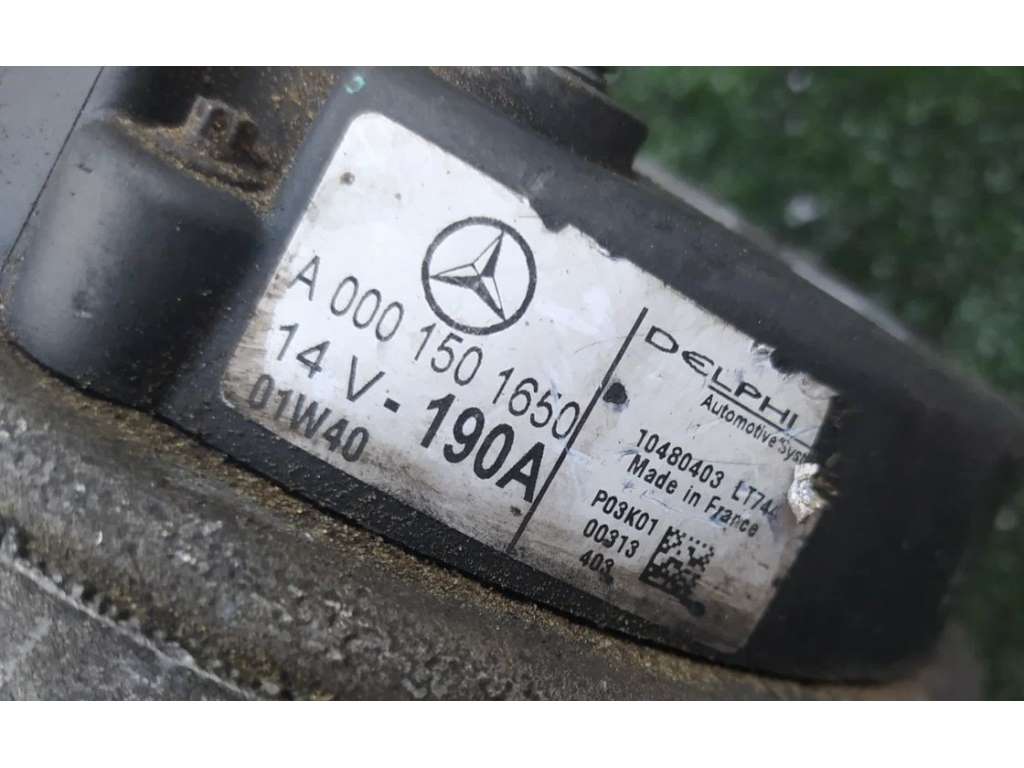 A 000 150 1650
14 V - 190A
01W40
DELPHI
Automotive
10480403
Made in France
P03K01
00313
403